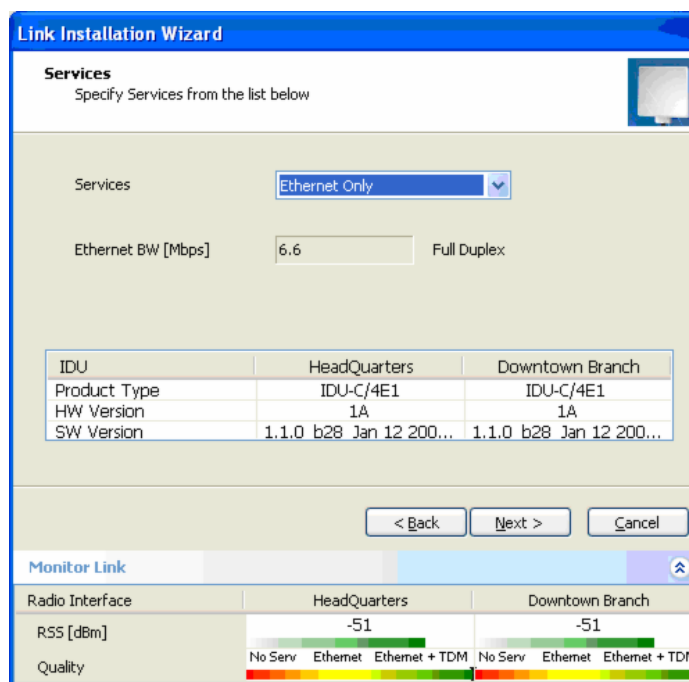 Link Installation Wizard
Services
Specify Services from the list below
Services Ethernet Only
Ethernet BW [Mbps] 6.6 Full Duplex
IDU HeadQuarters Downtown Branch
Product Type IDU-C/4E1 IDU-C/4E1
HW Version 1A 1A
SW Version 1.1.0 b28 Jan 12 200... 1.1.0 b28 Jan 12 200...
< Back Next > Cancel
Monitor Link
Radio Interface HeadQuarters Downtown Branch
RSS [dBm] -51 -51
Quality No Serv Ethernet Ethernet + TDM No Serv Ethernet Ethernet + TDM